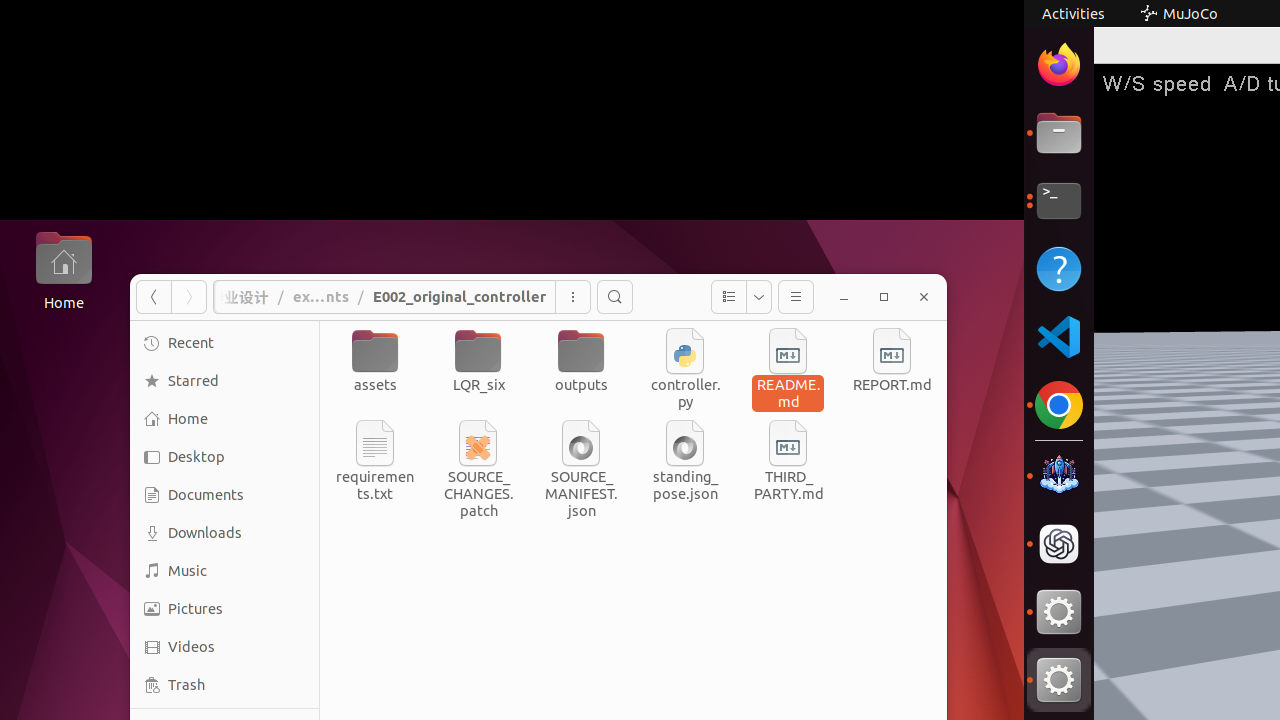 Activities
MuJoCo
W/S speed A/D tu
Home
业设计 / ex…nts / E002_original_controller
Recent
Starred
Home
Desktop
Documents
Downloads
Music
Pictures
Videos
Trash
assets
LQR_six
outputs
controller.
py
README.
md
REPORT.md
requiremen
ts.txt
SOURCE_
CHANGES.
patch
SOURCE_
MANIFEST.
json
standing_
pose.json
THIRD_
PARTY.md